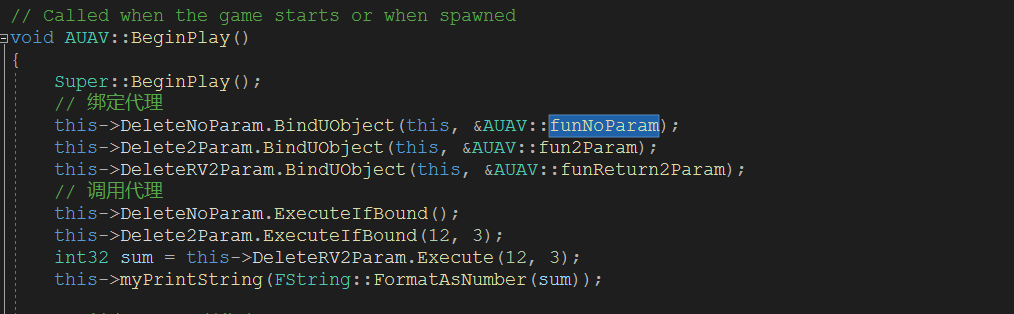 // Called when the game starts or when spawned
void AUAV::BeginPlay()
{
Super::BeginPlay();
// 绑定代理
this->DeleteNoParam.BindUObject(this, &AUAV::funNoParam);
this->Delete2Param.BindUObject(this, &AUAV::fun2Param);
this->DeleteRV2Param.BindUObject(this, &AUAV::funReturn2Param);
// 调用代理
this->DeleteNoParam.ExecuteIfBound();
this->Delete2Param.ExecuteIfBound(12, 3);
int32 sum = this->DeleteRV2Param.Execute(12, 3);
this->myPrintString(FString::FormatAsNumber(sum));